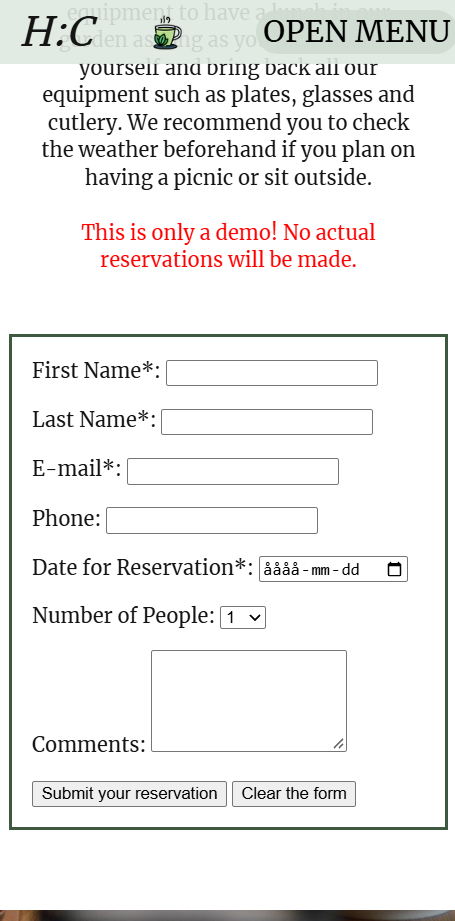 H:C
OPEN MENU
equipment to have a lunch in our
garden as long as you
yourself and bring back all our
equipment such as plates, glasses and
cutlery. We recommend you to check
the weather beforehand if you plan on
having a picnic or sit outside.
This is only a demo! No actual
reservations will be made.
First Name*:
Last Name*:
E-mail*:
Phone:
Date for Reservation*: åååå-mm-dd
Number of People: 1
Comments:
Submit your reservation Clear the form